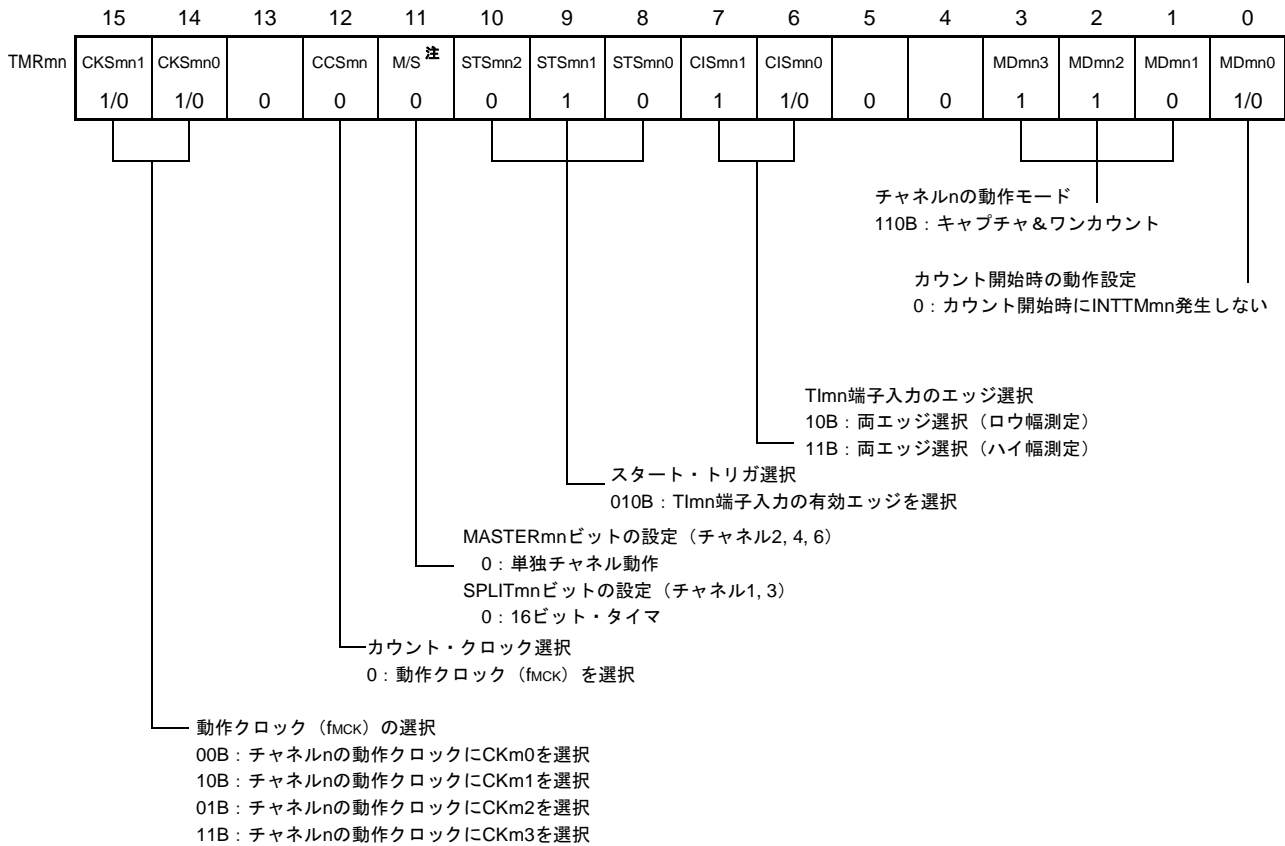 15 14 13 12 11 10 9 8 7 6 5 4 3 2 1 0
TMRmn CKSmn1 CKSmn0 CCSmn M/S 注 STSmn2 STSmn1 STSmn0 CISmn1 CISmn0 MDmn3 MDmn2 MDmn1 MDmn0
1/0 1/0 0 0 0 0 1 0 1 1/0 0 0 1 1 0 1/0
チャネルnの動作モード
110B：キャプチャ＆ワンカウント
カウント開始時の動作設定
0：カウント開始時にINTTMmn発生しない
TImn端子入力のエッジ選択
10B：両エッジ選択（ロウ幅測定）
11B：両エッジ選択（ハイ幅測定）
スタート・トリガ選択
010B：TImn端子入力の有効エッジを選択
MASTERmnビットの設定（チャネル2, 4, 6）
0：単独チャネル動作
SPLITmnビットの設定（チャネル1, 3）
0：16ビット・タイマ
カウント・クロック選択
0：動作クロック（fMCK）を選択
動作クロック（fMCK）の選択
00B：チャネルnの動作クロックにCKm0を選択
10B：チャネルnの動作クロックにCKm1を選択
01B：チャネルnの動作クロックにCKm2を選択
11B：チャネルnの動作クロックにCKm3を選択